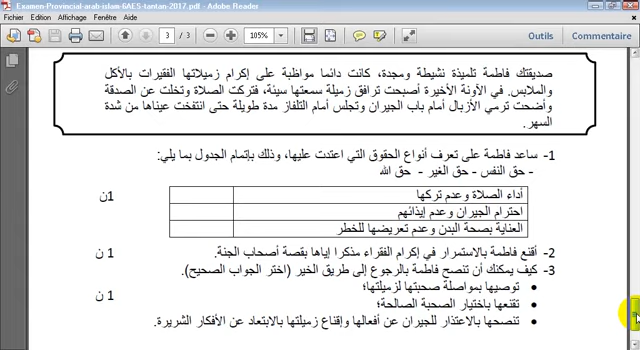 Examen-Provincial-arab-islam-6AES-tantan-2017.pdf - Adobe Reader
Fichier Edition Affichage Fenêtre Aide
3 / 3 105% Outils Commentaire
صديقتك فاطمة تلميذة نشيطة ومجدة، كانت دائما مواظبة على إكرام زميلاتها الفقيرات بالأكل
والملابس. في الآونة الأخيرة أصبحت ترافق زميلة سمعتها سيئة، فتركت الصلاة وتخلت عن الصدقة
وأضحت ترمي الأزبال أمام باب الجيران وتجلس أمام التلفاز مدة طويلة حتى انتفخت عيناها من شدة
السهر.
1- ساعد فاطمة على تعرف أنواع الحقوق التي اعتدت عليها، وذلك بإتمام الجدول بما يلي:
- حق النفس - حق الغير - حق الله
أداء الصلاة وعدم تركها
1ن
احترام الجيران وعدم إيذائهم
العناية بصحة البدن وعدم تعريضها للخطر
2- أقنع فاطمة بالاستمرار في إكرام الفقراء مذكرا إياها بقصة أصحاب الجنة. 1 ن
3- كيف يمكنك أن تنصح فاطمة بالرجوع إلى طريق الخير (اختر الجواب الصحيح).
• توصيها بمواصلة صحبتها لزميلتها؛
1 ن
• تقنعها باختيار الصحبة الصالحة؛
• تنصحها بالاعتذار للجيران عن أفعالها وإقناع زميلتها بالابتعاد عن الأفكار الشريرة.